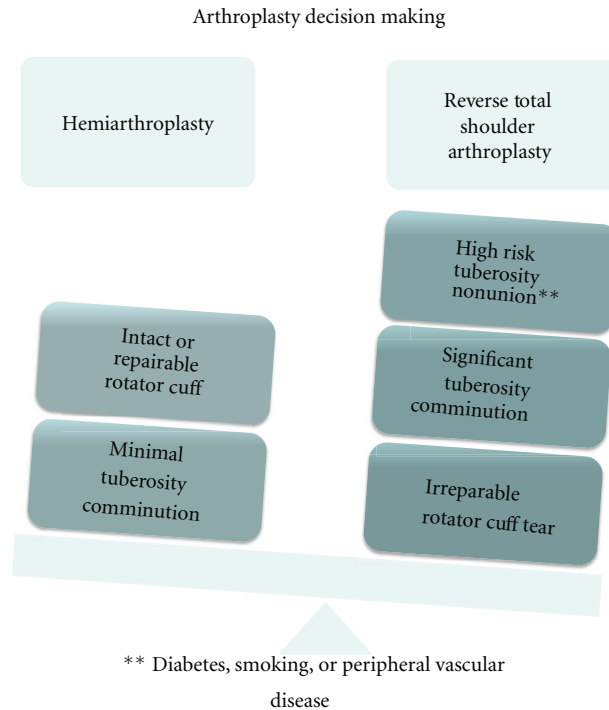 Arthroplasty decision making
Hemiarthroplasty
Reverse total
shoulder
arthroplasty
High risk
tuberosity
nonunion**
Intact or
repairable
rotator cuff
Significant
tuberosity
comminution
Minimal
tuberosity
comminution
Irreparable
rotator cuff tear
** Diabetes, smoking, or peripheral vascular
disease